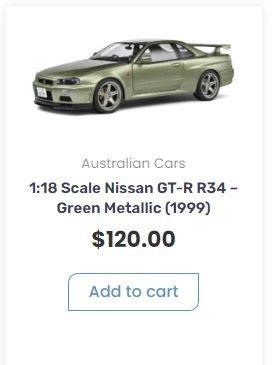 Australian Cars
1:18 Scale Nissan GT-R R34 –
Green Metallic (1999)
$120.00
Add to cart